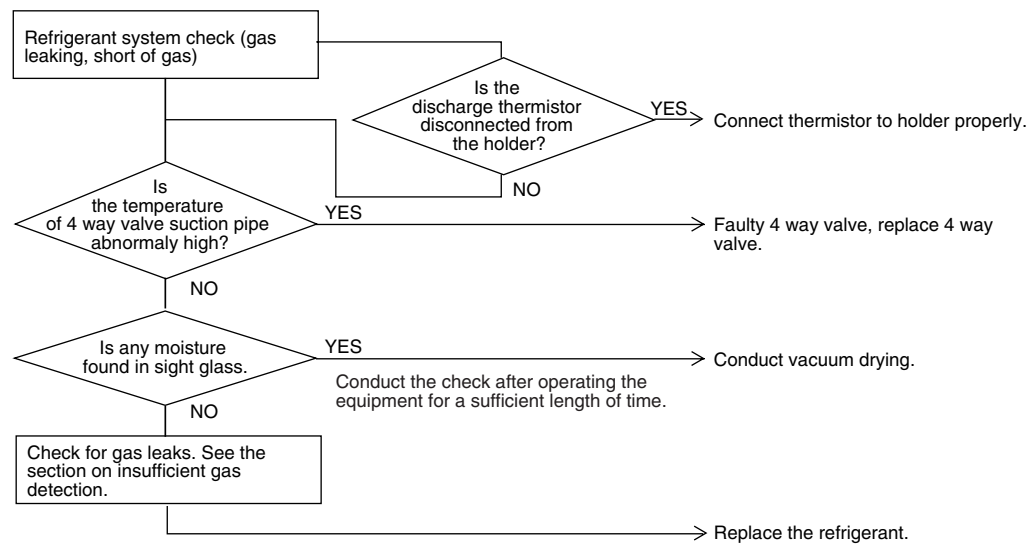 Refrigerant system check (gas
leaking, short of gas)
Is the
discharge thermistor
disconnected from
the holder?
YES
Connect thermistor to holder properly.
NO
Is
the temperature
of 4 way valve suction pipe
abnormaly high?
YES
Faulty 4 way valve, replace 4 way
valve.
NO
Is any moisture
found in sight glass.
YES
Conduct vacuum drying.
Conduct the check after operating the
equipment for a sufficient length of time.
NO
Check for gas leaks. See the
section on insufficient gas
detection.
Replace the refrigerant.